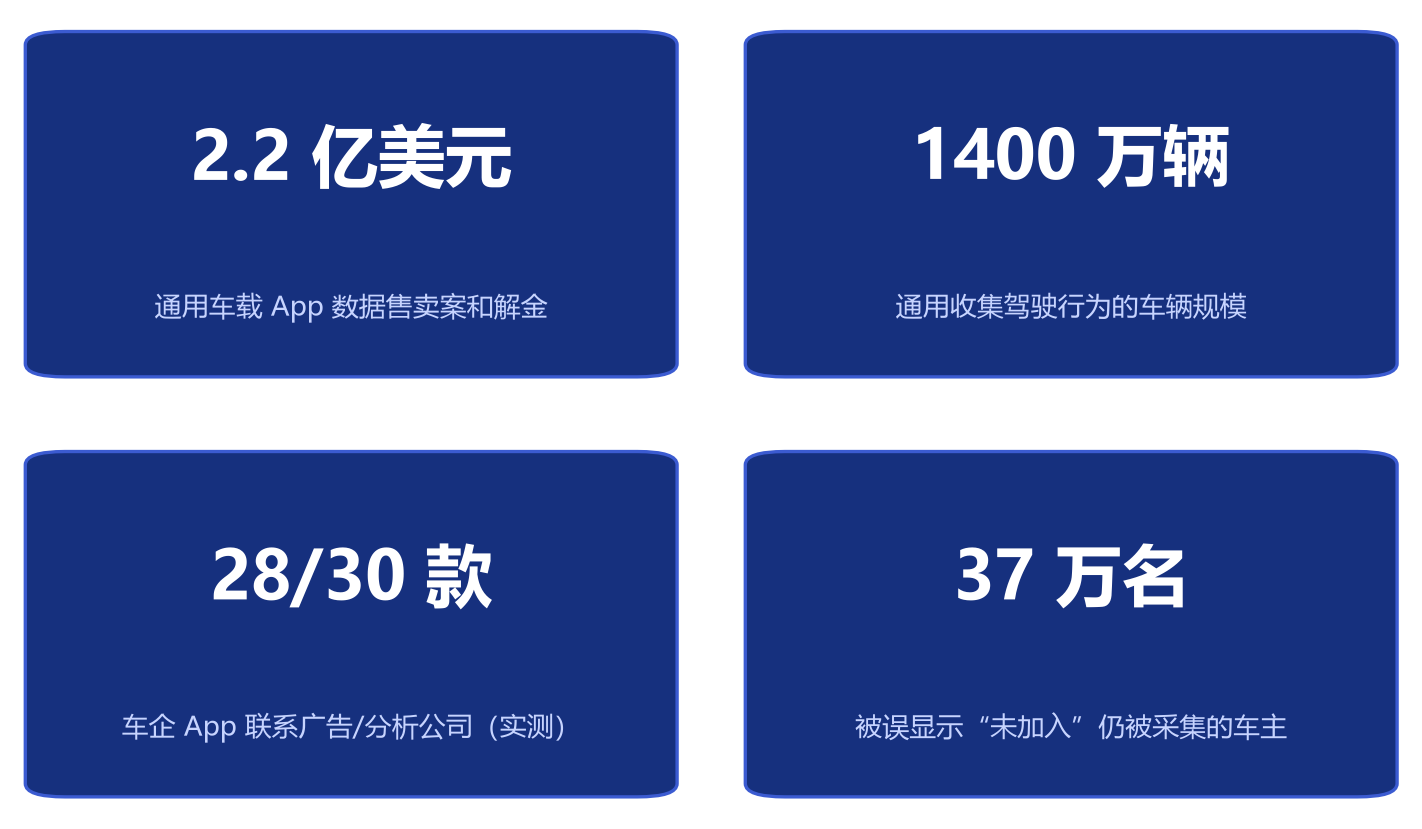 2.2 亿美元
通用车载 App 数据售卖案和解金
1400 万辆
通用收集驾驶行为的车辆规模
28/30 款
车企 App 联系广告/分析公司（实测）
37 万名
被误显示“未加入”仍被采集的车主